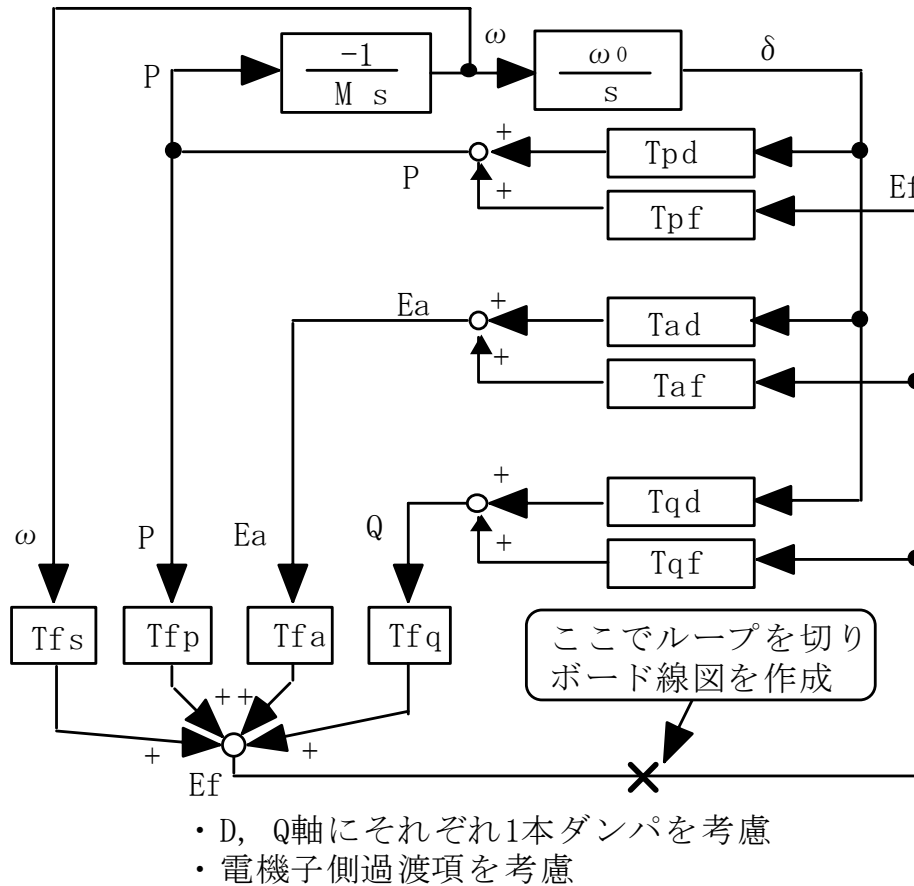 ω
δ
P
-1
M s
ω0
s
+
Tpd
P
+
Tpf
Ef
Ea
+
Tad
+
Taf
+
Tqd
Q
+
Tqf
ω
P
Ea
Tfs
Tfp
Tfa
Tfq
ここでループを切り
ボード線図を作成
+ +
+
+
Ef
・D, Q軸にそれぞれ1本ダンパを考慮
・電機子側過渡項を考慮